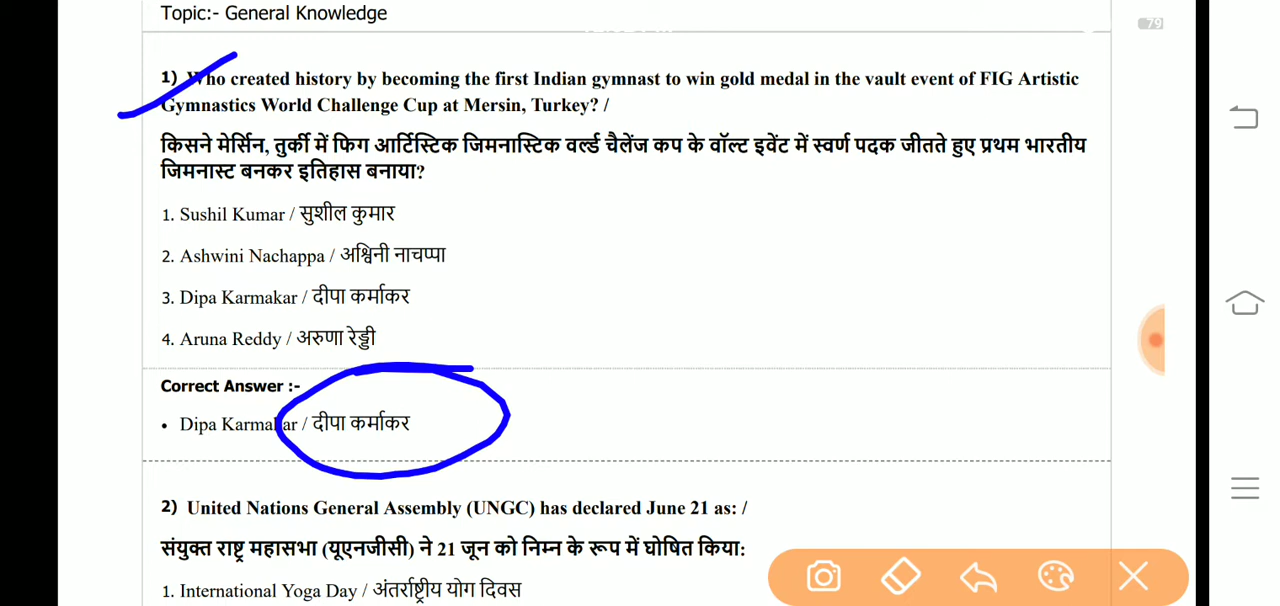 Topic:- General Knowledge
79
1) Who created history by becoming the first Indian gymnast to win gold medal in the vault event of FIG Artistic
Gymnastics World Challenge Cup at Mersin, Turkey? /
किसने मेर्सिन, तुर्की में फिग आर्टिस्टिक जिमनास्टिक वर्ल्ड चैलेंज कप के वॉल्ट इवेंट में स्वर्ण पदक जीतते हुए प्रथम भारतीय
जिमनास्ट बनकर इतिहास बनाया?
1. Sushil Kumar / सुशील कुमार
2. Ashwini Nachappa / अश्विनी नाचप्पा
3. Dipa Karmakar / दीपा कर्माकर
4. Aruna Reddy / अरुणा रेड्डी
Correct Answer :-
• Dipa Karmakar / दीपा कर्माकर
2) United Nations General Assembly (UNGC) has declared June 21 as: /
संयुक्त राष्ट्र महासभा (यूएनजीसी) ने 21 जून को निम्न के रूप में घोषित किया:
1. International Yoga Day / अंतर्राष्ट्रीय योग दिवस